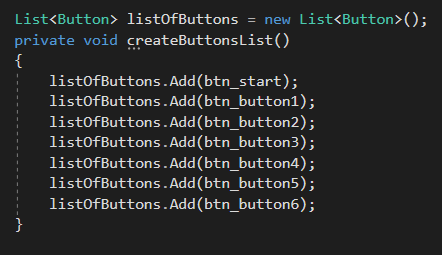 List<Button> listOfButtons = new List<Button>();
private void createButtonsList()
{
listOfButtons.Add(btn_start);
listOfButtons.Add(btn_button1);
listOfButtons.Add(btn_button2);
listOfButtons.Add(btn_button3);
listOfButtons.Add(btn_button4);
listOfButtons.Add(btn_button5);
listOfButtons.Add(btn_button6);
}